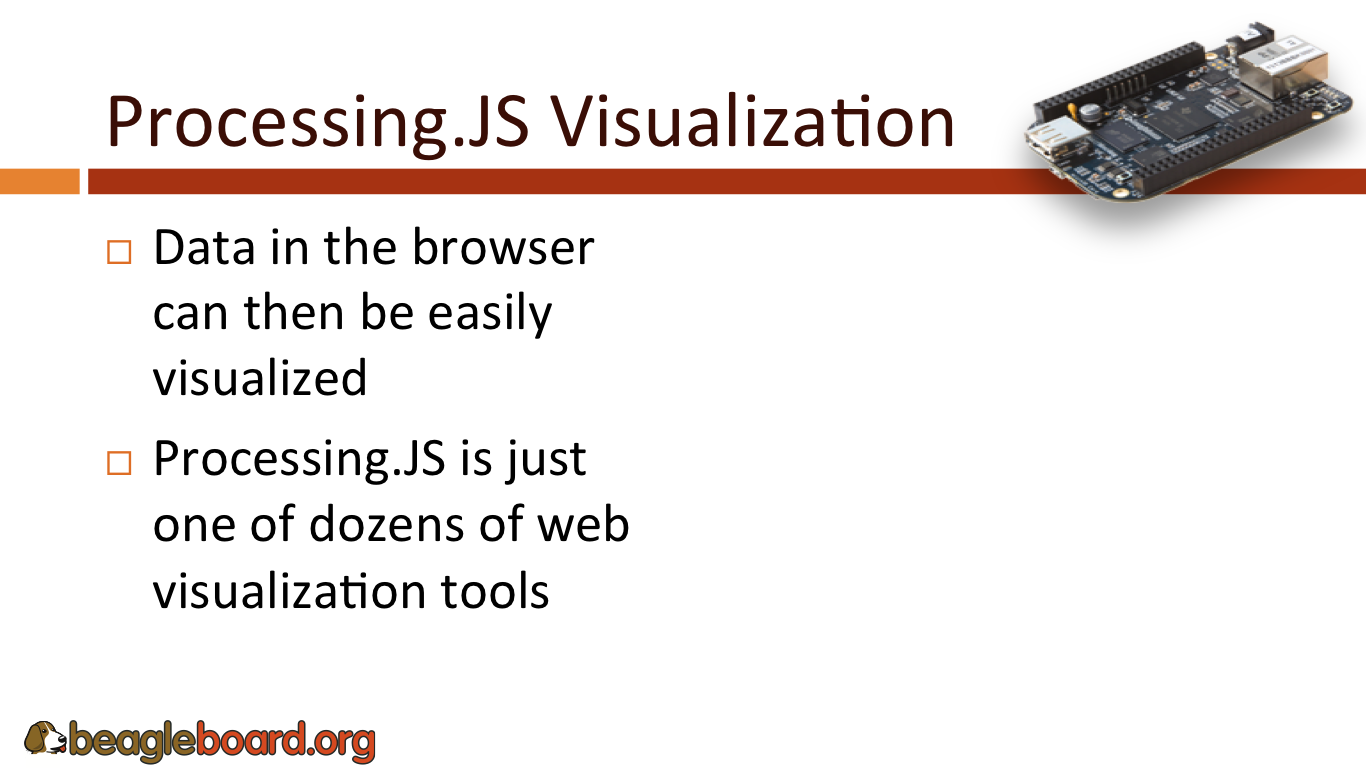 Processing.JS Visualization
Data in the browser
can then be easily
visualized
Processing.JS is just
one of dozens of web
visualization tools
beagleboard.org